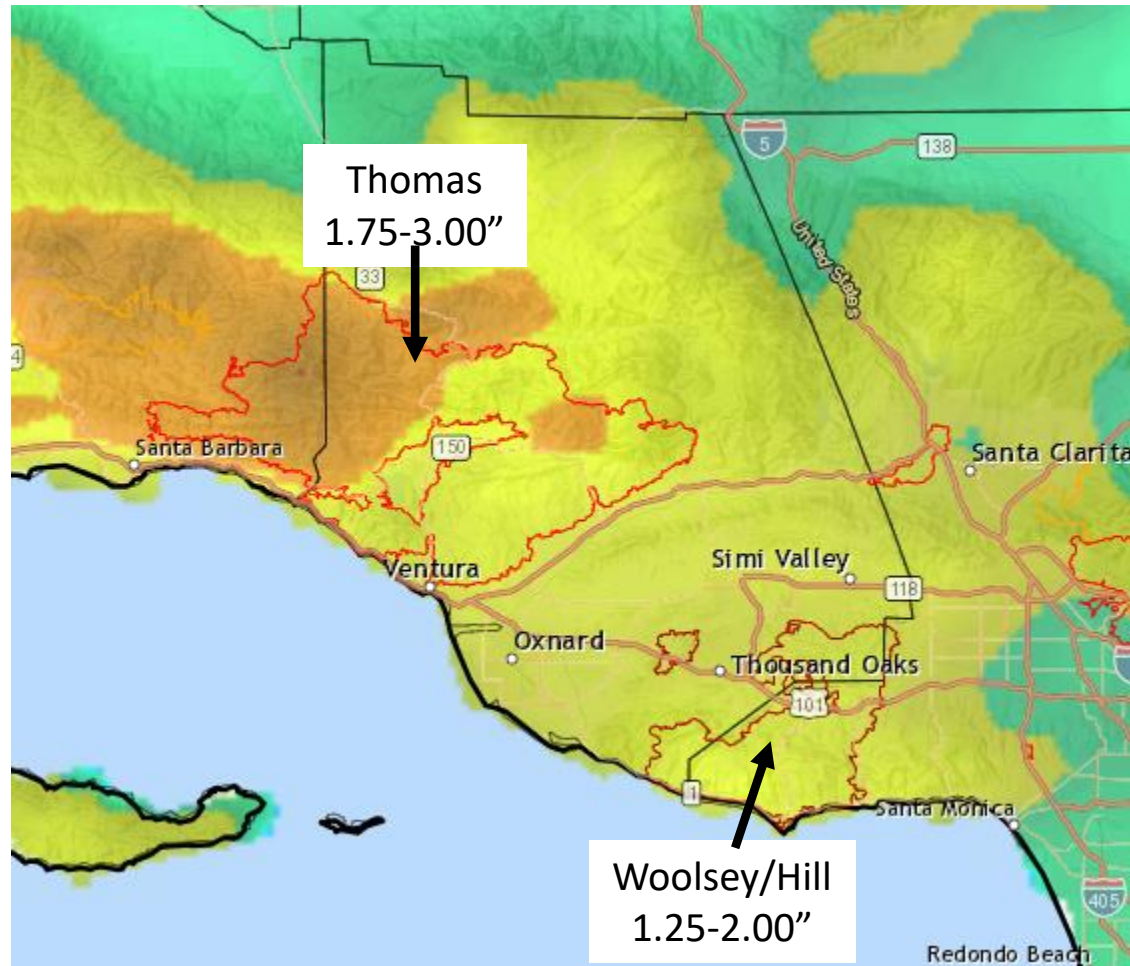 5
138
Thomas
1.75-3.00”
33
United States
4
Santa Barbara
150
Santa Clarita
Ventura
Simi Valley
118
Oxnard
Thousand Oaks
101
1
Santa Monica
Woolsey/Hill
1.25-2.00”
405
Redondo Beach